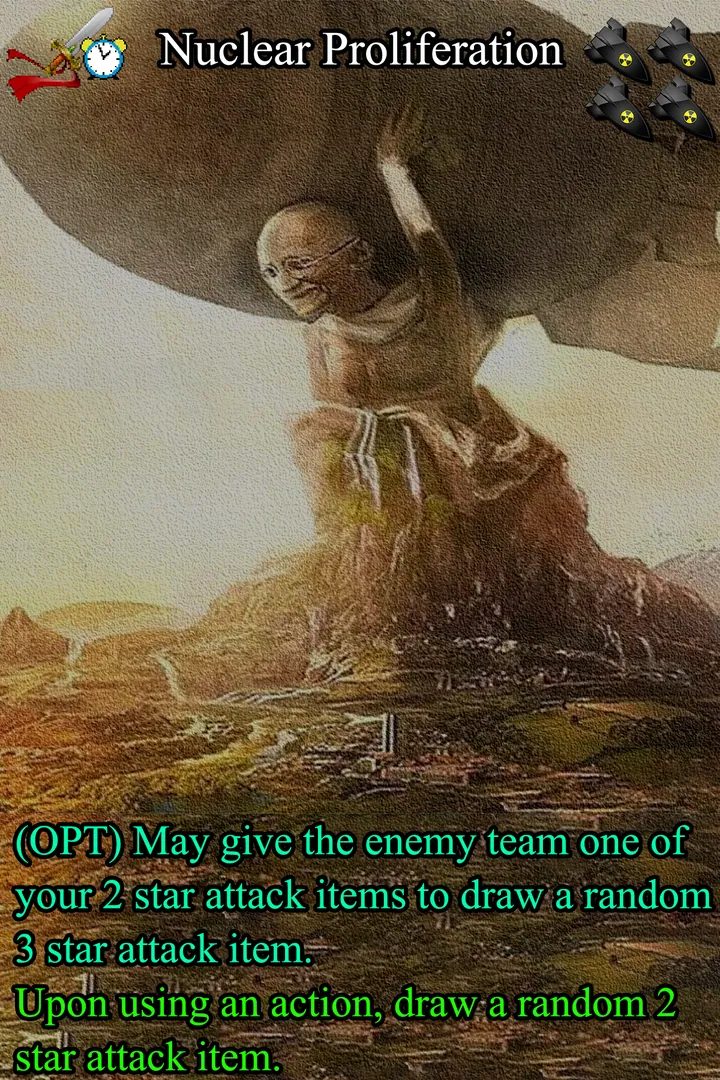 Nuclear Proliferation
(OPT) May give the enemy team one of
your 2 star attack items to draw a random
3 star attack item.
Upon using an action, draw a random 2
star attack item.